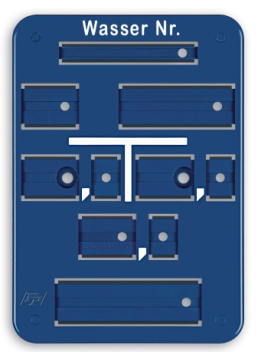 Wasser Nr.
, ,
,